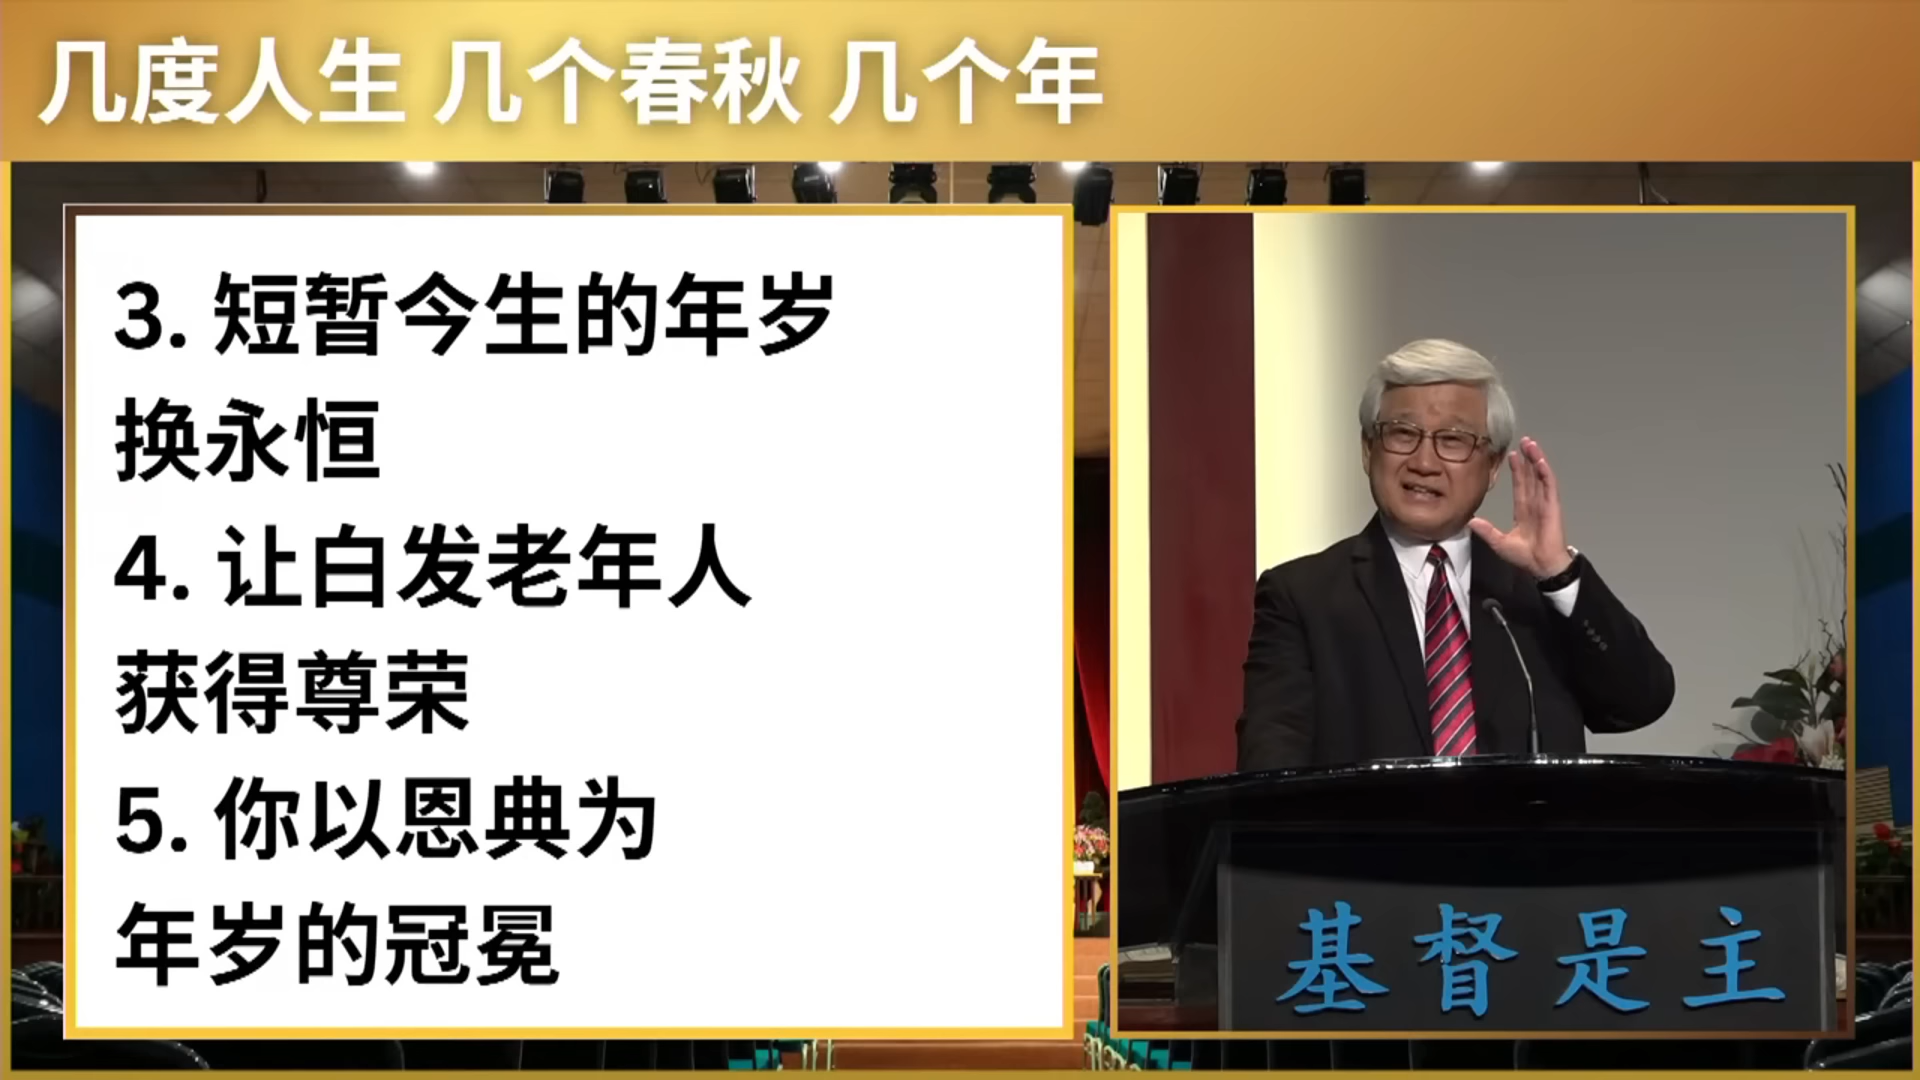 几度人生 几个春秋 几个年
3. 短暂今生的年岁
换永恒
4. 让白发老年人
获得尊荣
5. 你以恩典为
年岁的冠冕
基督是主